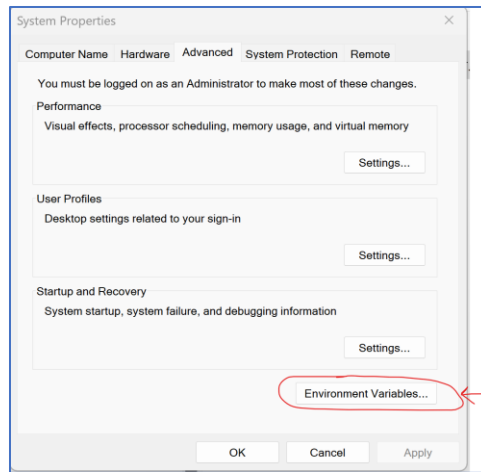 System Properties
Computer Name Hardware Advanced System Protection Remote
You must be logged on as an Administrator to make most of these changes.
Performance
Visual effects, processor scheduling, memory usage, and virtual memory
Settings...
User Profiles
Desktop settings related to your sign-in
Settings...
Startup and Recovery
System startup, system failure, and debugging information
Settings...
Environment Variables...
OK Cancel Apply